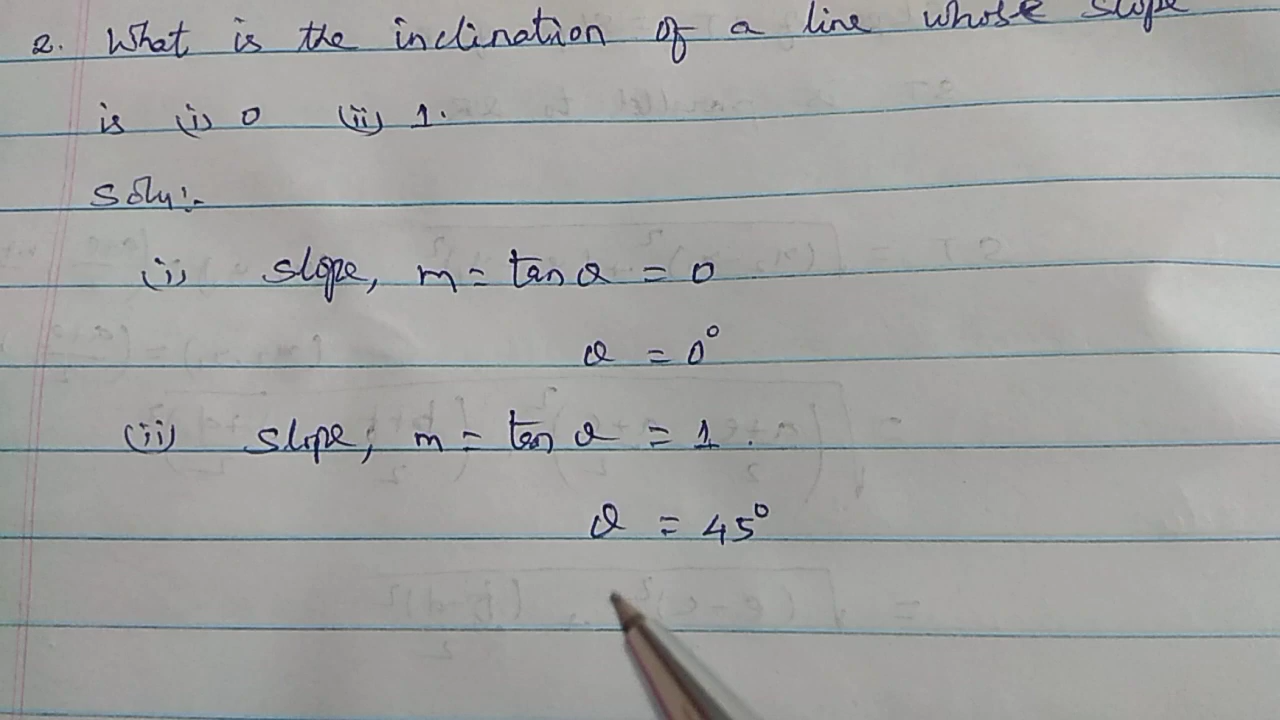 2. What is the inclination of a line whose slope
is (i) 0 (ii) 1.
Soln:-
(i) slope, m = tan θ = 0
θ = 0°
(ii) slope, m = tan θ = 1.
θ = 45°